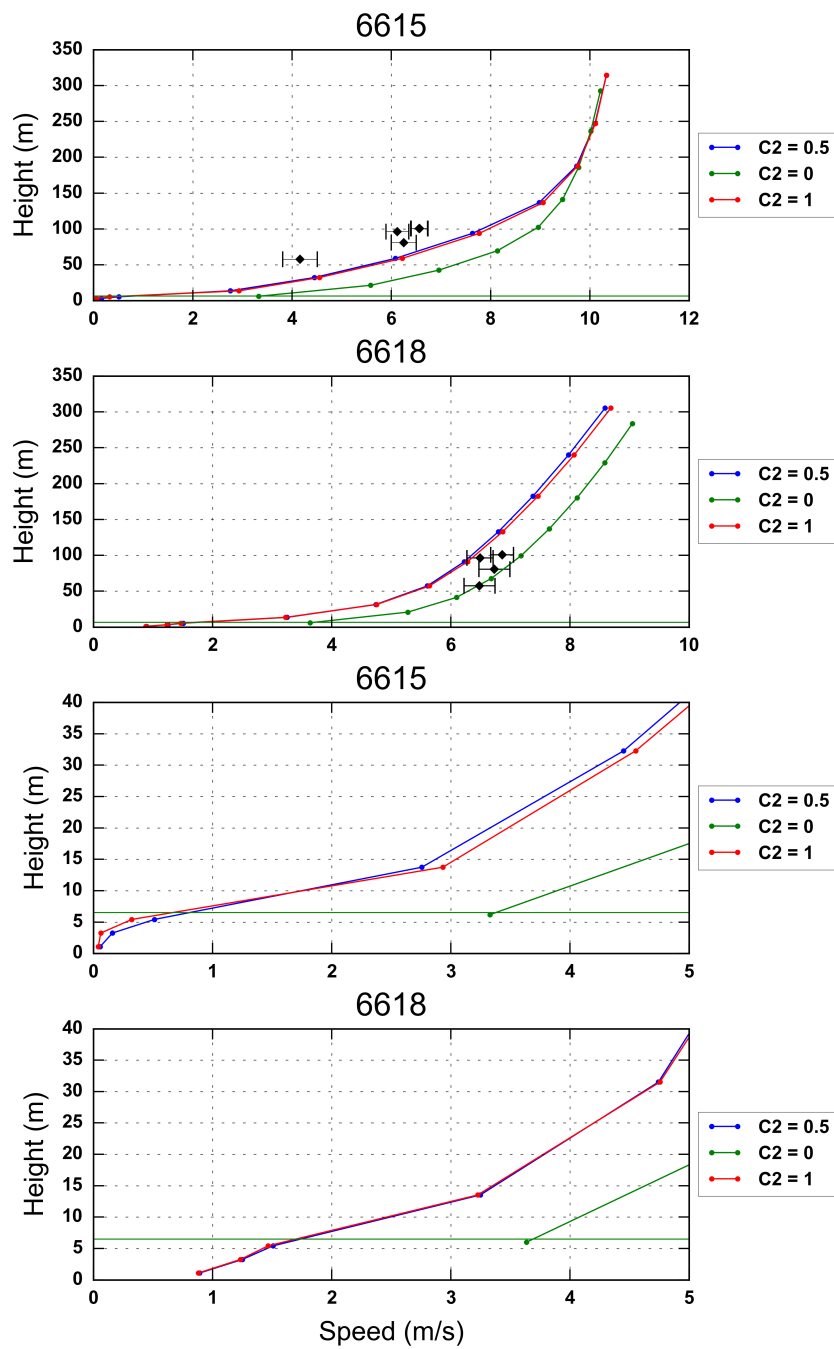 6615
350
300
250
200
150
100
50
0
Height (m)
0 2 4 6 8 10 12
C2 = 0.5
C2 = 0
C2 = 1
6618
350
300
250
200
150
100
50
0
Height (m)
0 2 4 6 8 10
C2 = 0.5
C2 = 0
C2 = 1
6615
40
35
30
25
20
15
10
5
0
Height (m)
0 1 2 3 4 5
C2 = 0.5
C2 = 0
C2 = 1
6618
40
35
30
25
20
15
10
5
0
Height (m)
0 1 2 3 4 5
C2 = 0.5
C2 = 0
C2 = 1
Speed (m/s)